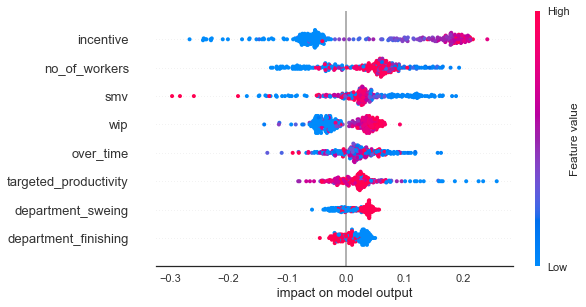 High
incentive
no_of_workers
smv
wip
over_time
targeted_productivity
department_sweing
department_finishing
Feature value
Low
−0.3 −0.2 −0.1 0.0 0.1 0.2
impact on model output